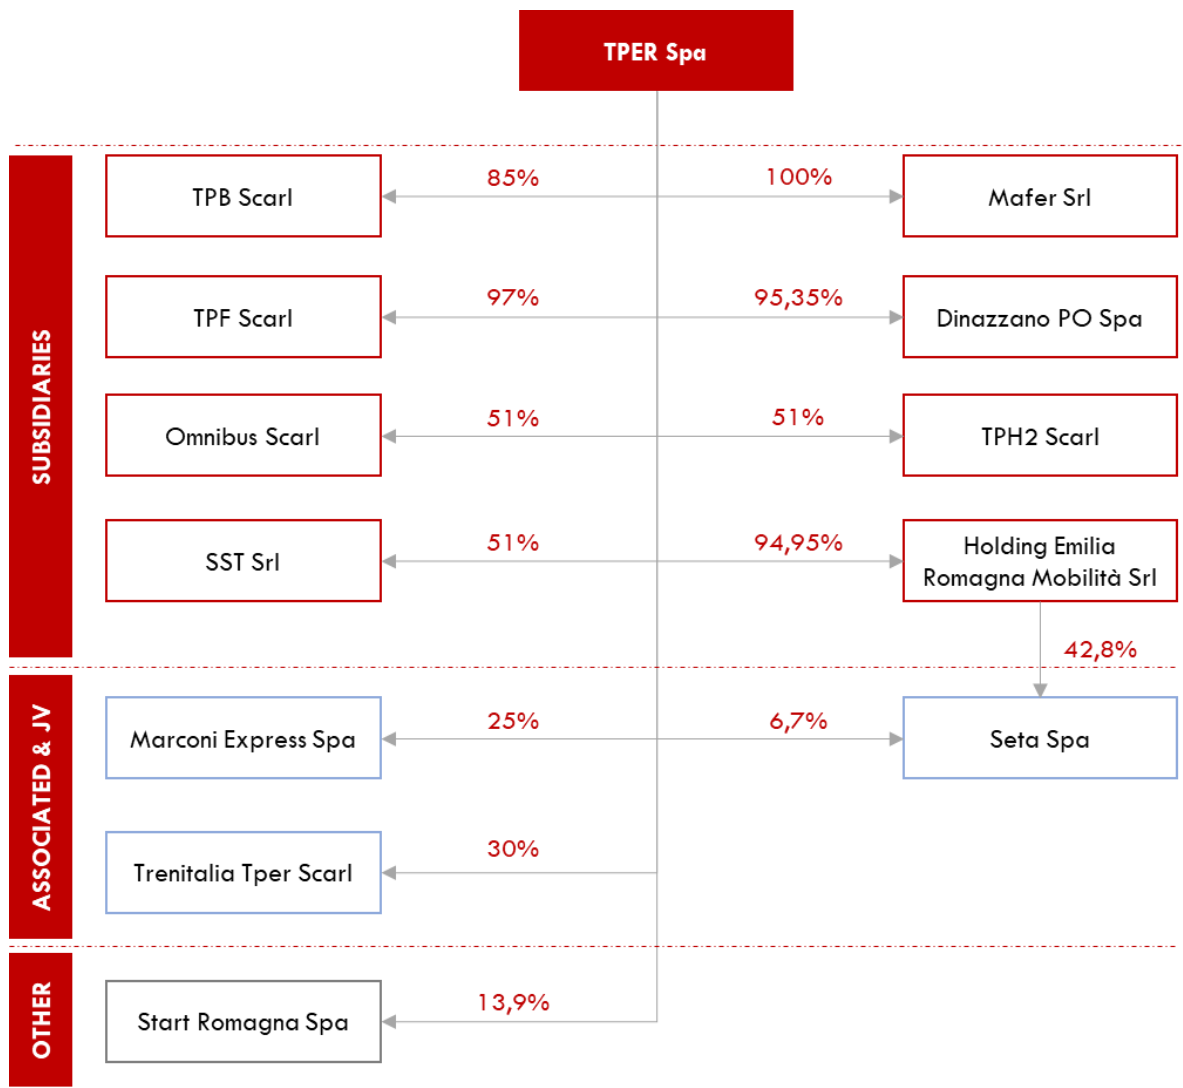 TPER Spa
SUBSIDIARIES
TPB Scarl
85%
100%
Mafer Srl
TPF Scarl
97%
95,35%
Dinazzano PO Spa
Omnibus Scarl
51%
51%
TPH2 Scarl
SST Srl
51%
94,95%
Holding Emilia
Romagna Mobilità Srl
42,8%
ASSOCIATED & JV
Marconi Express Spa
25%
6,7%
Seta Spa
Trenitalia Tper Scarl
30%
OTHER
Start Romagna Spa
13,9%